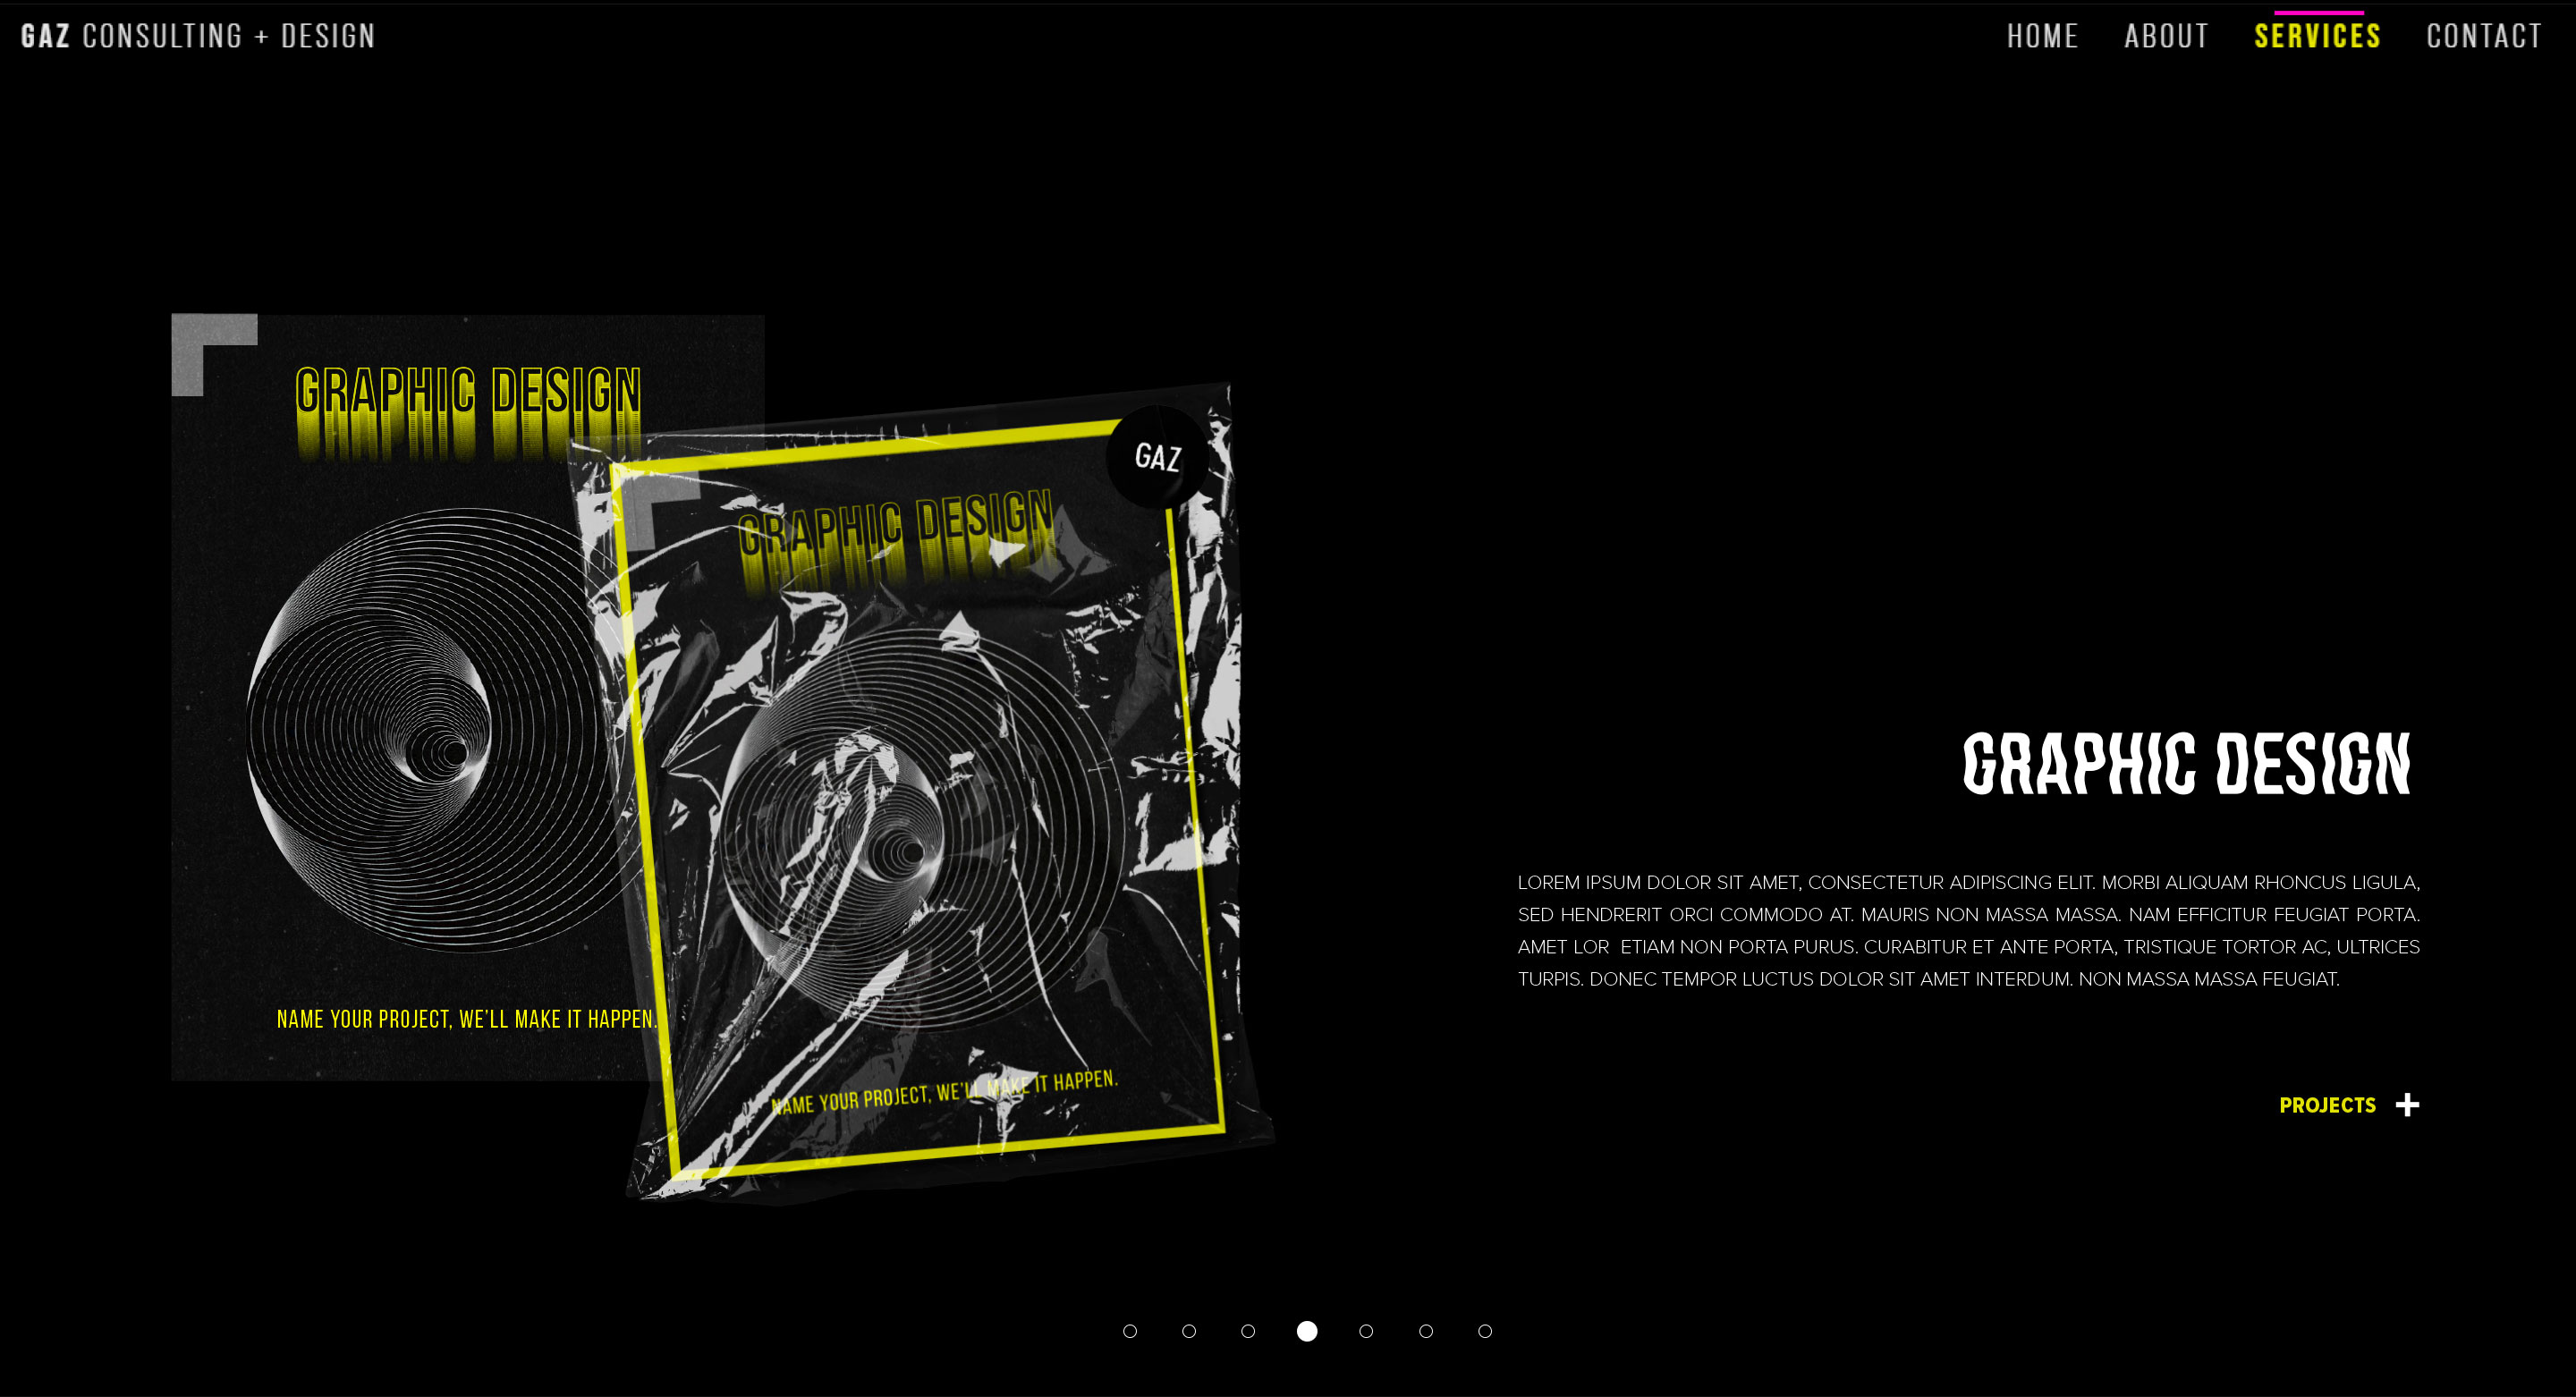 GAZ CONSULTING + DESIGN
HOME ABOUT SERVICES CONTACT
GRAPHIC DESIGN
NAME YOUR PROJECT, WE'LL MAKE IT HAPPEN.
GAZ
GRAPHIC DESIGN
NAME YOUR PROJECT, WE'LL MAKE IT HAPPEN.
GRAPHIC DESIGN
LOREM IPSUM DOLOR SIT AMET, CONSECTETUR ADIPISCING ELIT. MORBI ALIQUAM RHONCUS LIGULA,
SED HENDRERIT ORCI COMMODO AT. MAURIS NON MASSA MASSA. NAM EFFICITUR FEUGIAT PORTA.
AMET LOR ETIAM NON PORTA PURUS. CURABITUR ET ANTE PORTA, TRISTIQUE TORTOR AC, ULTRICES
TURPIS. DONEC TEMPOR LUCTUS DOLOR SIT AMET INTERDUM. NON MASSA MASSA FEUGIAT.
PROJECTS +